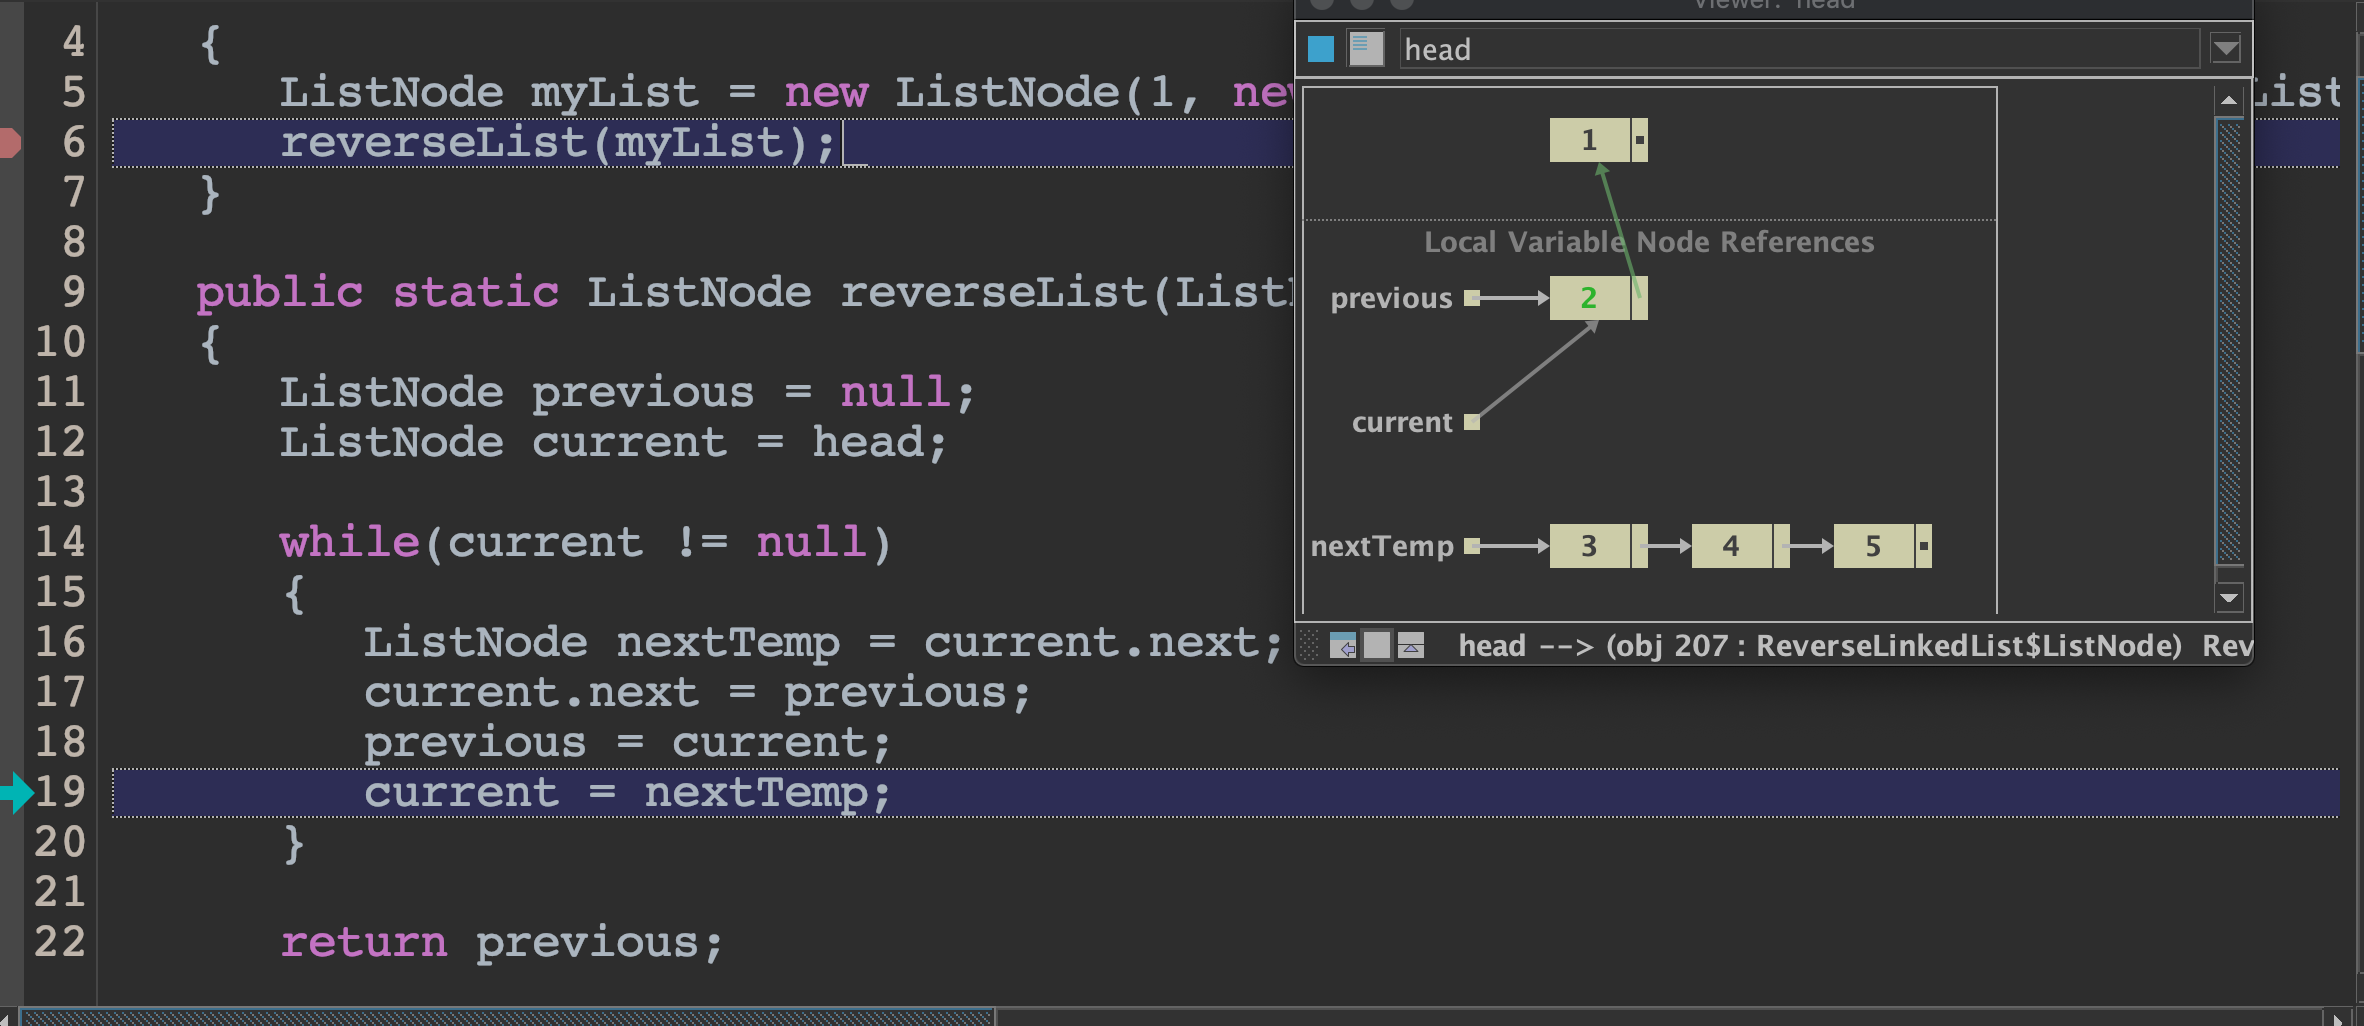 4 {
5 ListNode myList = new ListNode(1, new
6 reverseList(myList);
7 }
8
9 public static ListNode reverseList(List
10 {
11 ListNode previous = null;
12 ListNode current = head;
13
14 while(current != null)
15 {
16 ListNode nextTemp = current.next;
17 current.next = previous;
18 previous = current;
19 current = nextTemp;
20 }
21
22 return previous;
Viewer: head
head
1
Local Variable Node References
previous 2
current
nextTemp 3 4 5
head --> (obj 207 : ReverseLinkedList$ListNode) Rev
List